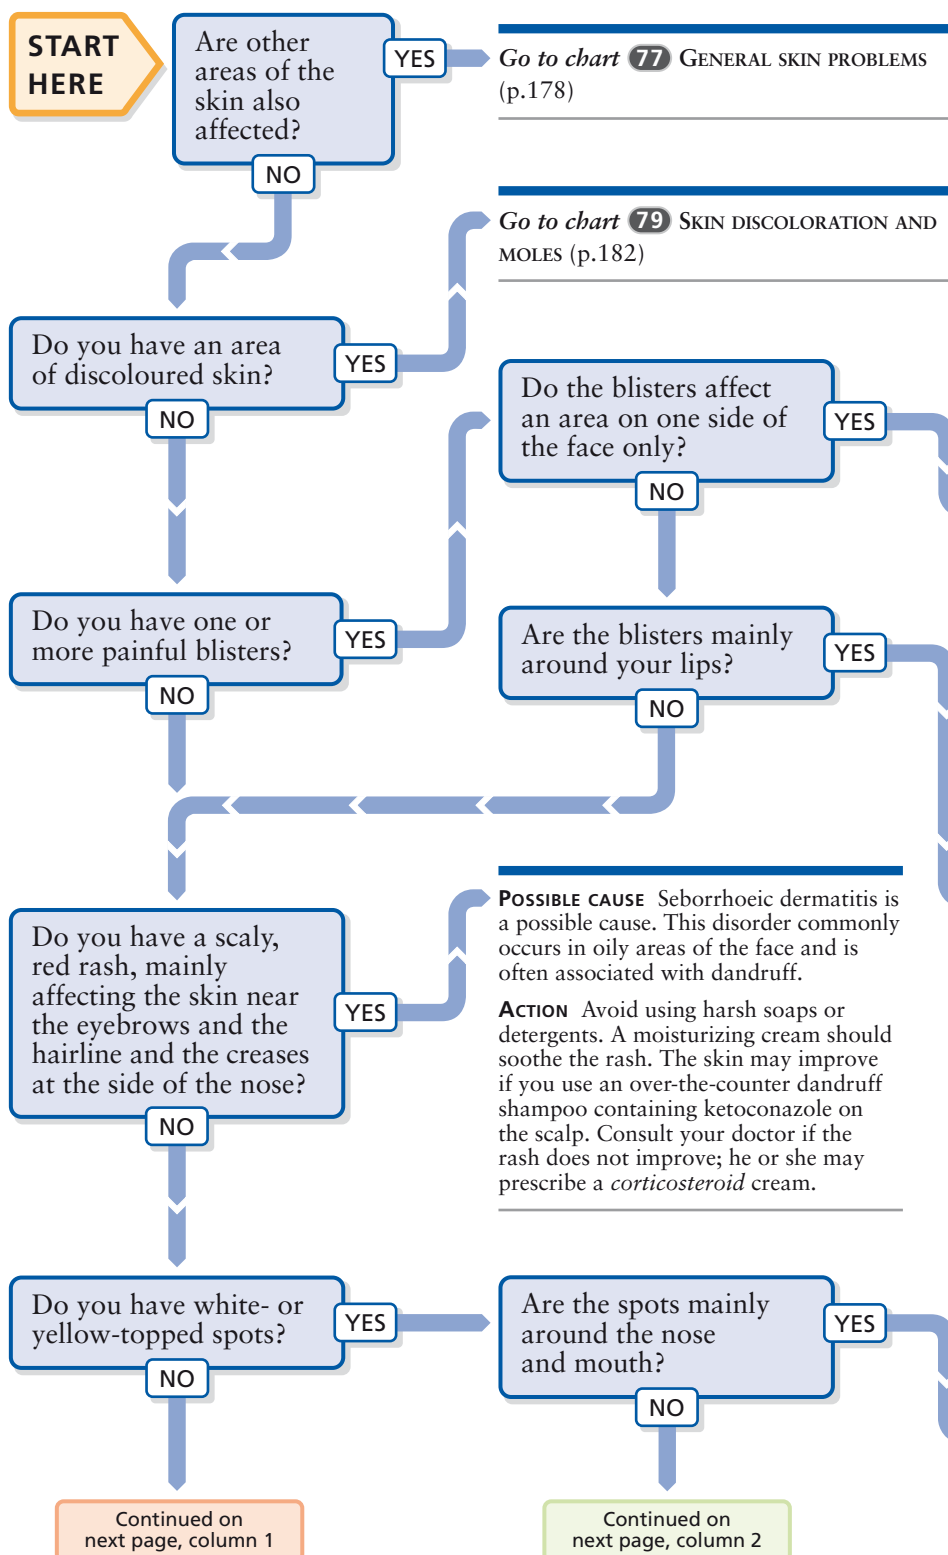 START
HERE
Are other
areas of the
skin also
affected?
YES
NO
Go to chart 77 GENERAL SKIN PROBLEMS
(p.178)
Go to chart 79 SKIN DISCOLORATION AND
MOLES (p.182)
Do you have an area
of discoloured skin?
YES
NO
Do the blisters affect
an area on one side of
the face only?
YES
NO
Do you have one or
more painful blisters?
YES
NO
Are the blisters mainly
around your lips?
YES
NO
Do you have a scaly,
red rash, mainly
affecting the skin near
the eyebrows and the
hairline and the creases
at the side of the nose?
YES
NO
POSSIBLE CAUSE Seborrhoeic dermatitis is
a possible cause. This disorder commonly
occurs in oily areas of the face and is
often associated with dandruff.
ACTION Avoid using harsh soaps or
detergents. A moisturizing cream should
soothe the rash. The skin may improve
if you use an over-the-counter dandruff
shampoo containing ketoconazole on
the scalp. Consult your doctor if the
rash does not improve; he or she may
prescribe a corticosteroid cream.
Do you have white- or
yellow-topped spots?
YES
NO
Are the spots mainly
around the nose
and mouth?
YES
NO
Continued on
next page, column 1
Continued on
next page, column 2